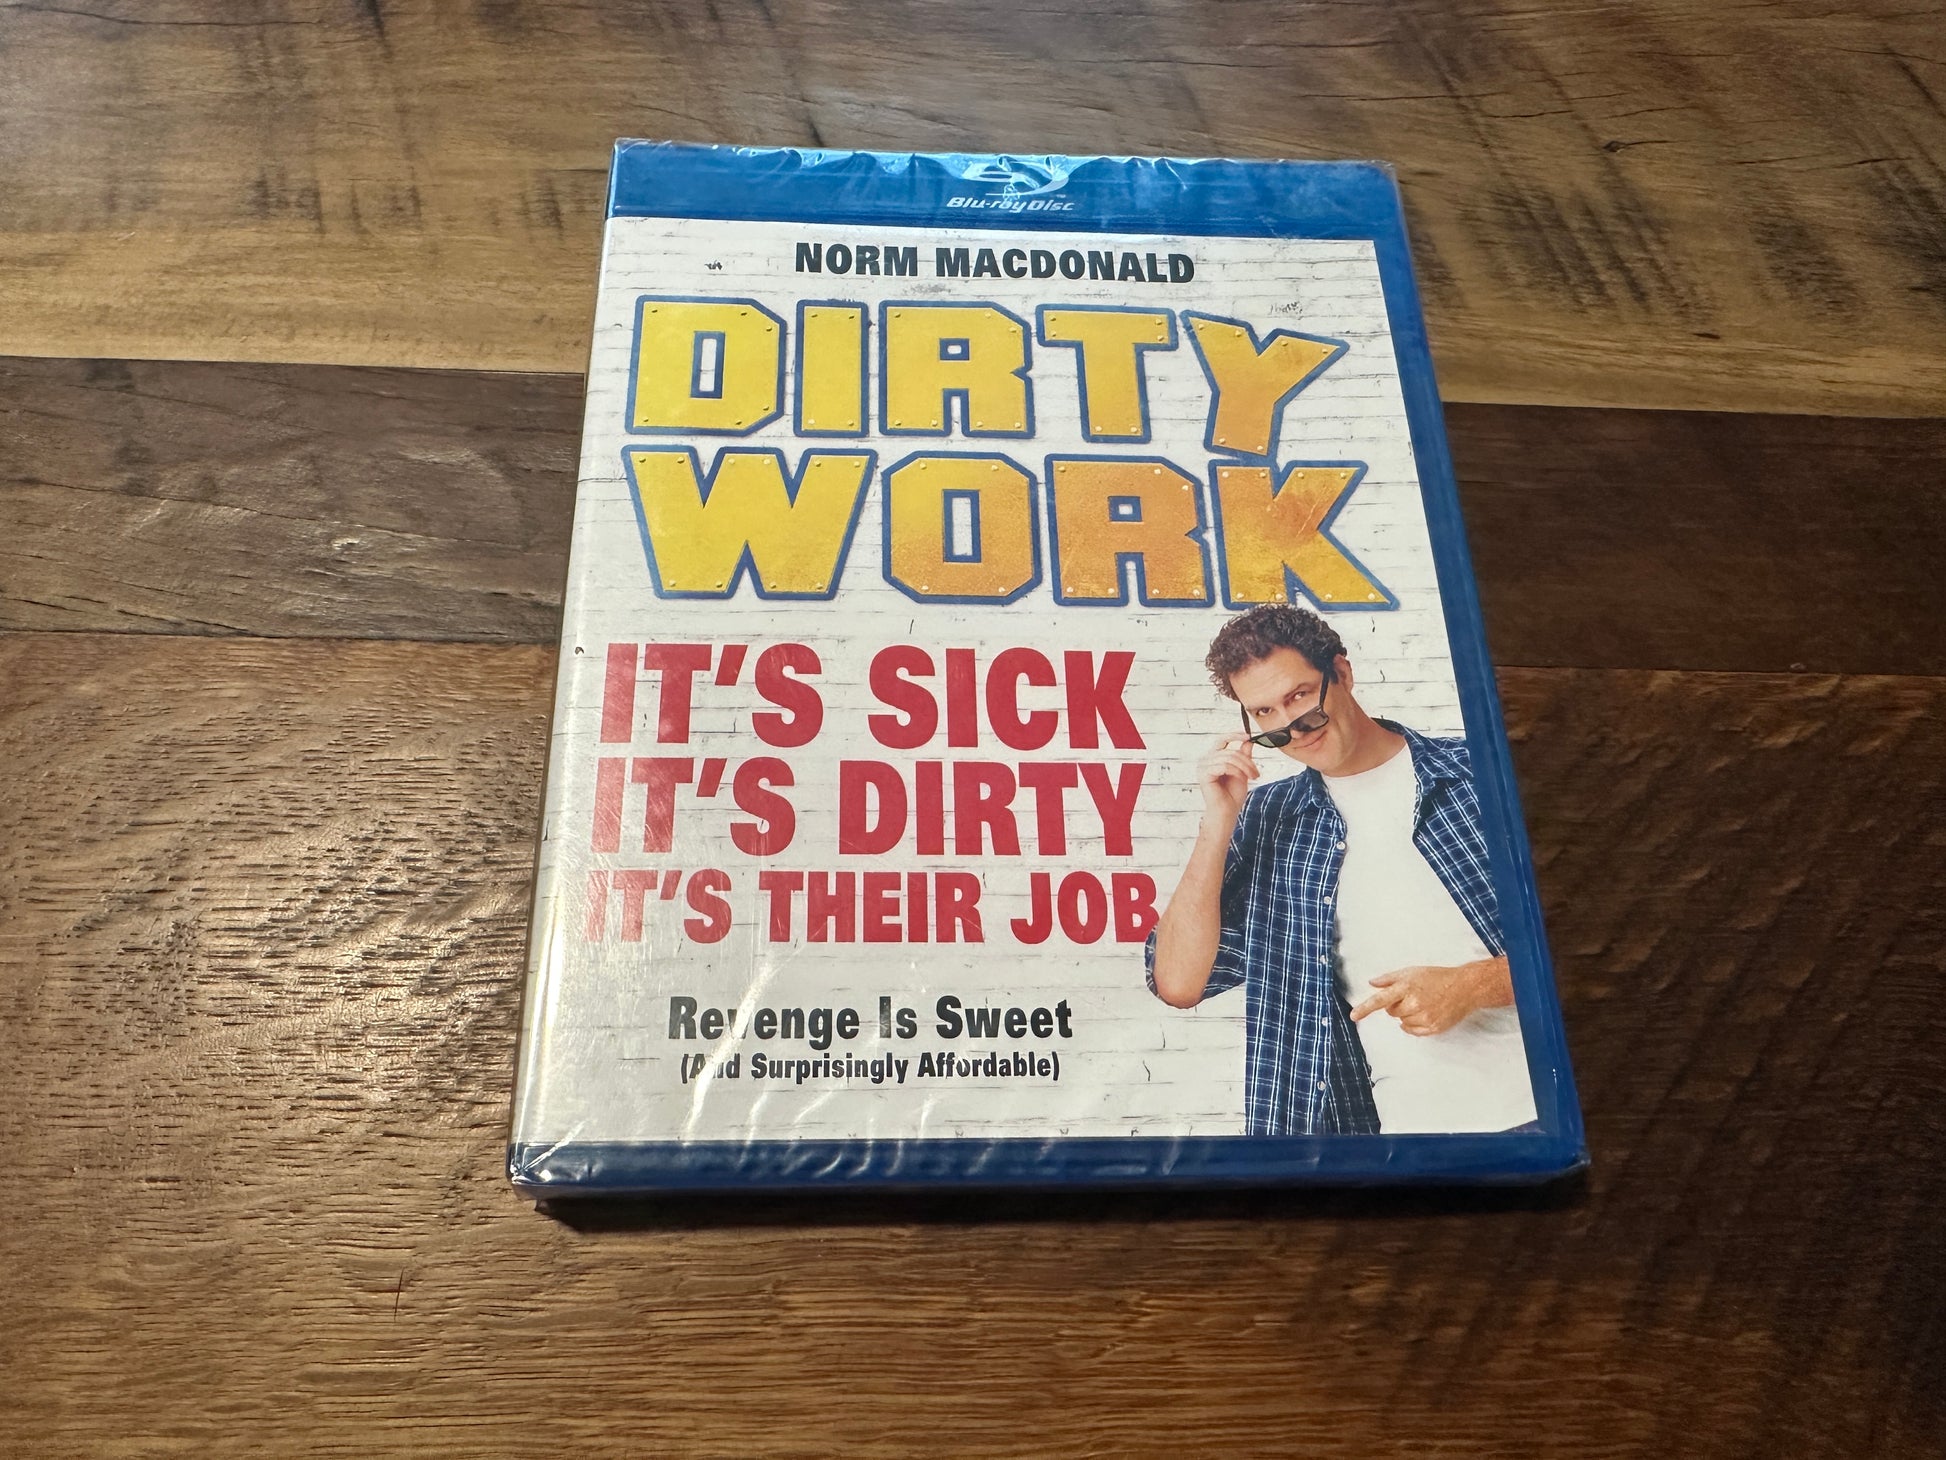 Blu-ray Disc
NORM MACDONALD
DIRTY
WORK
IT'S SICK
IT'S DIRTY
IT'S THEIR JOB
Revenge Is Sweet
(And Surprisingly Affordable)